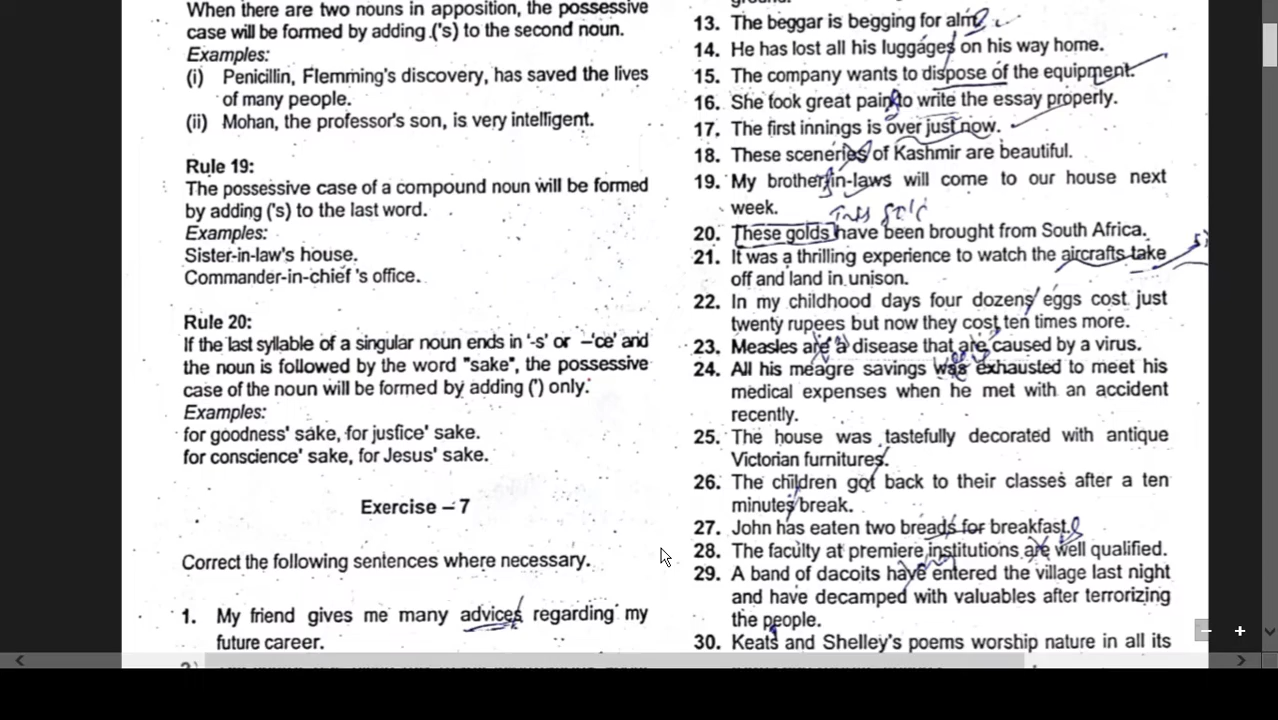 When there are two nouns in apposition, the possessive
case will be formed by adding ('s) to the second noun.
Examples:
(i) Penicillin, Flemming's discovery, has saved the lives
of many people.
(ii) Mohan, the professor's son, is very intelligent.
Rule 19:
The possessive case of a compound noun will be formed
by adding ('s) to the last word.
Examples:
Sister-in-law's house.
Commander-in-chief 's office.
Rule 20:
If the last syllable of a singular noun ends in '-s' or –'ce' and
the noun is followed by the word "sake", the possessive
case of the noun will be formed by adding (') only.
Examples:
for goodness' sake, for justice' sake.
for conscience' sake, for Jesus' sake.
Exercise – 7
Correct the following sentences where necessary.
1. My friend gives me many advices regarding my
future career.
13. The beggar is begging for alm
14. He has lost all his luggages on his way home.
15. The company wants to dispose of the equipment.
16. She took great pain to write the essay properly.
17. The first innings is over just now.
18. These sceneries of Kashmir are beautiful.
19. My brother in-laws will come to our house next
week.
20. These golds have been brought from South Africa.
21. It was a thrilling experience to watch the aircrafts take
off and land in unison.
22. In my childhood days four dozens eggs cost just
twenty rupees but now they cost ten times more.
23. Measles are a disease that are caused by a virus.
24. All his meagre savings was exhausted to meet his
medical expenses when he met with an accident
recently.
25. The house was tastefully decorated with antique
Victorian furnitures.
26. The children got back to their classes after a ten
minutes break.
27. John has eaten two breads for breakfast.
28. The faculty at premiere institutions are well qualified.
29. A band of dacoits have entered the village last night
and have decamped with valuables after terrorizing
the people.
30. Keats and Shelley's poems worship nature in all its